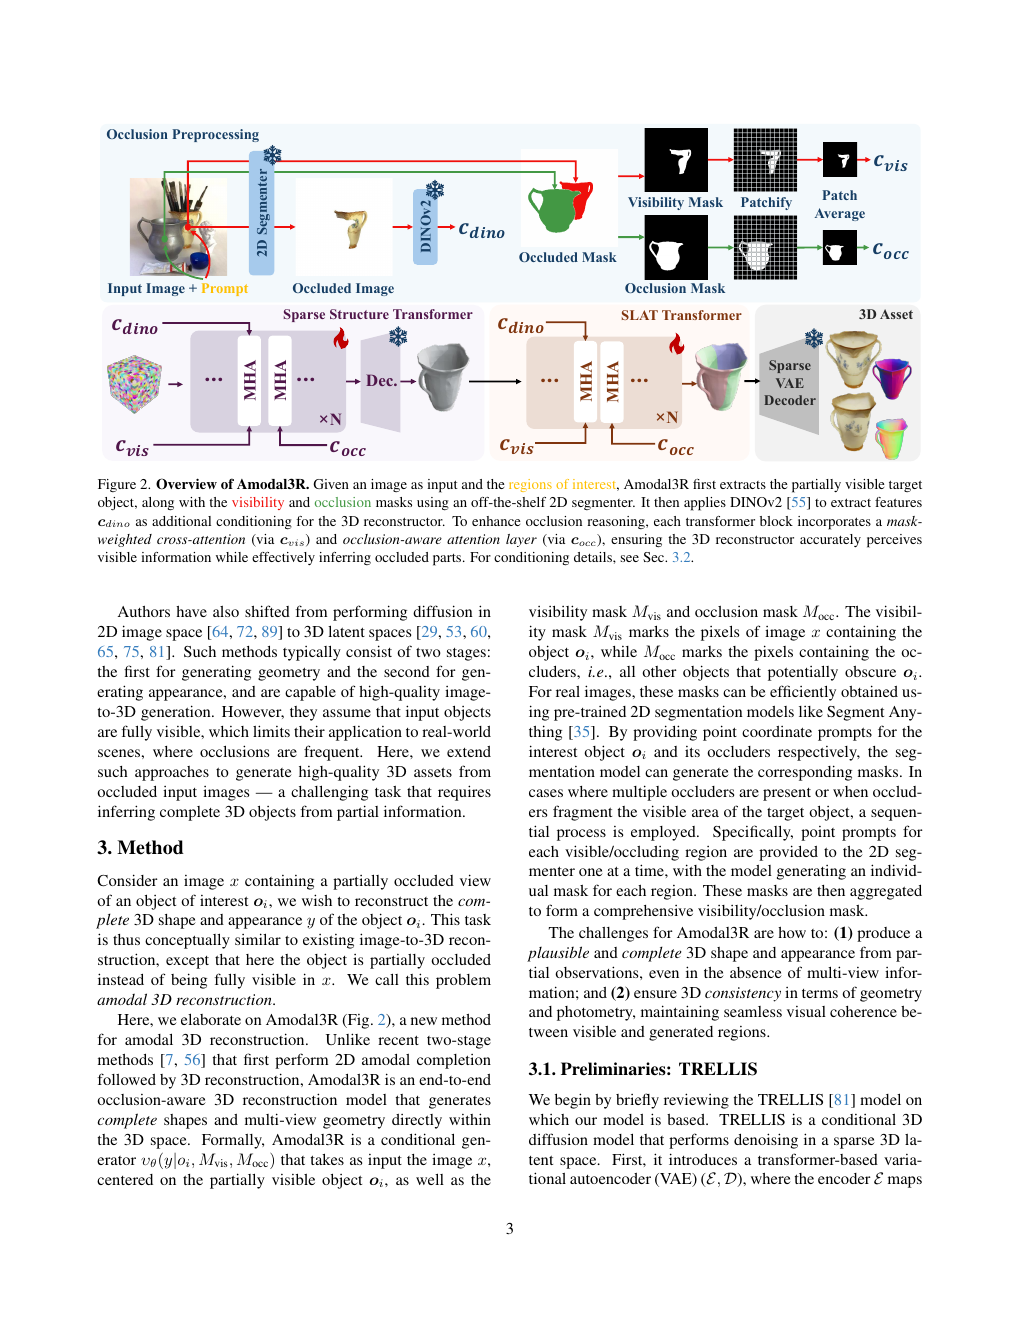 Occlusion Preprocessing
2D Segmenter
DINOv2
c_dino
Input Image + Prompt
Occluded Image
Occluded Mask
Visibility Mask
Patchify
Patch
Average
Occlusion Mask
c_vis
c_occ
c_dino
Sparse Structure Transformer
... MHA MHA ...
×N
Dec.
c_vis
c_occ
c_dino
SLAT Transformer
... MHA MHA ...
×N
c_vis
c_occ
3D Asset
Sparse
VAE
Decoder
Figure 2. Overview of Amodal3R. Given an image as input and the regions of interest, Amodal3R first extracts the partially visible target
object, along with the visibility and occlusion masks using an off-the-shelf 2D segmenter. It then applies DINOv2 [55] to extract features
c_dino as additional conditioning for the 3D reconstructor. To enhance occlusion reasoning, each transformer block incorporates a mask-
weighted cross-attention (via c_vis) and occlusion-aware attention layer (via c_occ), ensuring the 3D reconstructor accurately perceives
visible information while effectively inferring occluded parts. For conditioning details, see Sec. 3.2.
Authors have also shifted from performing diffusion in
2D image space [64, 72, 89] to 3D latent spaces [29, 53, 60,
65, 75, 81]. Such methods typically consist of two stages:
the first for generating geometry and the second for gen-
erating appearance, and are capable of high-quality image-
to-3D generation. However, they assume that input objects
are fully visible, which limits their application to real-world
scenes, where occlusions are frequent. Here, we extend
such approaches to generate high-quality 3D assets from
occluded input images — a challenging task that requires
inferring complete 3D objects from partial information.
3. Method
Consider an image x containing a partially occluded view
of an object of interest o_i, we wish to reconstruct the com-
plete 3D shape and appearance y of the object o_i. This task
is thus conceptually similar to existing image-to-3D recon-
struction, except that here the object is partially occluded
instead of being fully visible in x. We call this problem
amodal 3D reconstruction.
Here, we elaborate on Amodal3R (Fig. 2), a new method
for amodal 3D reconstruction. Unlike recent two-stage
methods [7, 56] that first perform 2D amodal completion
followed by 3D reconstruction, Amodal3R is an end-to-end
occlusion-aware 3D reconstruction model that generates
complete shapes and multi-view geometry directly within
the 3D space. Formally, Amodal3R is a conditional gen-
erator υ_θ(y|o_i, M_vis, M_occ) that takes as input the image x,
centered on the partially visible object o_i, as well as the
visibility mask M_vis and occlusion mask M_occ. The visibil-
ity mask M_vis marks the pixels of image x containing the
object o_i, while M_occ marks the pixels containing the oc-
cluders, i.e., all other objects that potentially obscure o_i.
For real images, these masks can be efficiently obtained us-
ing pre-trained 2D segmentation models like Segment Any-
thing [35]. By providing point coordinate prompts for the
interest object o_i and its occluders respectively, the seg-
mentation model can generate the corresponding masks. In
cases where multiple occluders are present or when occlud-
ers fragment the visible area of the target object, a sequen-
tial process is employed. Specifically, point prompts for
each visible/occluding region are provided to the 2D seg-
menter one at a time, with the model generating an individ-
ual mask for each region. These masks are then aggregated
to form a comprehensive visibility/occlusion mask.
The challenges for Amodal3R are how to: (1) produce a
plausible and complete 3D shape and appearance from par-
tial observations, even in the absence of multi-view infor-
mation; and (2) ensure 3D consistency in terms of geometry
and photometry, maintaining seamless visual coherence be-
tween visible and generated regions.
3.1. Preliminaries: TRELLIS
We begin by briefly reviewing the TRELLIS [81] model on
which our model is based. TRELLIS is a conditional 3D
diffusion model that performs denoising in a sparse 3D la-
tent space. First, it introduces a transformer-based varia-
tional autoencoder (VAE) (ℰ, 𝒟), where the encoder ℰ maps
3